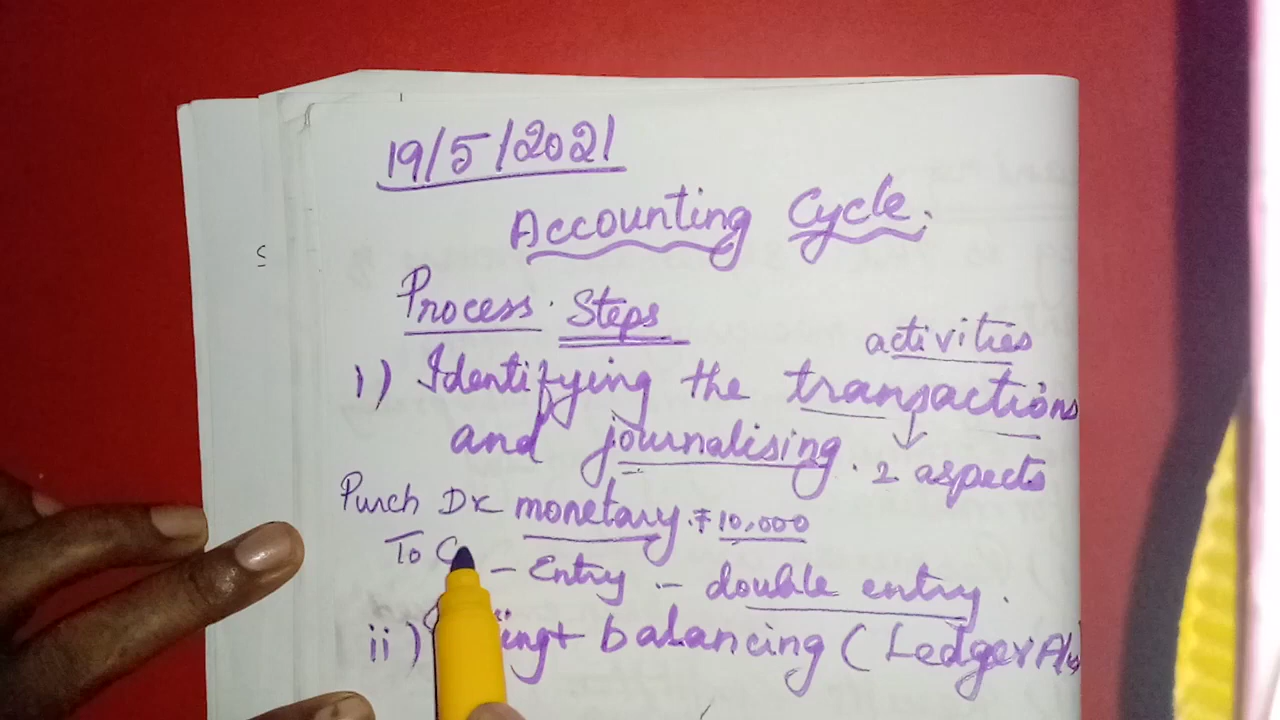 19/5/2021
Accounting Cycle.
Process Steps
activities
i) Identifying the transactions
and journalising. 2 aspects
Purch Dr monetary. ₹10,000
To C – Entry – double entry.
ii) balancing (Ledger A/c